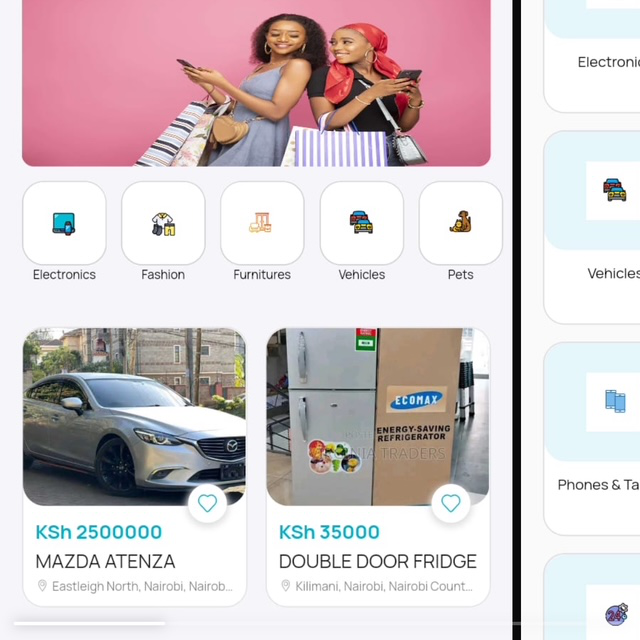 Electronics
Fashion
Furnitures
Vehicles
Pets
ECOMAX
ENERGY-SAVING
REFRIGERATOR
TRADERS
KSh 2500000
MAZDA ATENZA
Eastleigh North, Nairobi, Nairob...
KSh 35000
DOUBLE DOOR FRIDGE
Kilimani, Nairobi, Nairobi Count...
Electronic
Vehicles
Phones & Ta
24